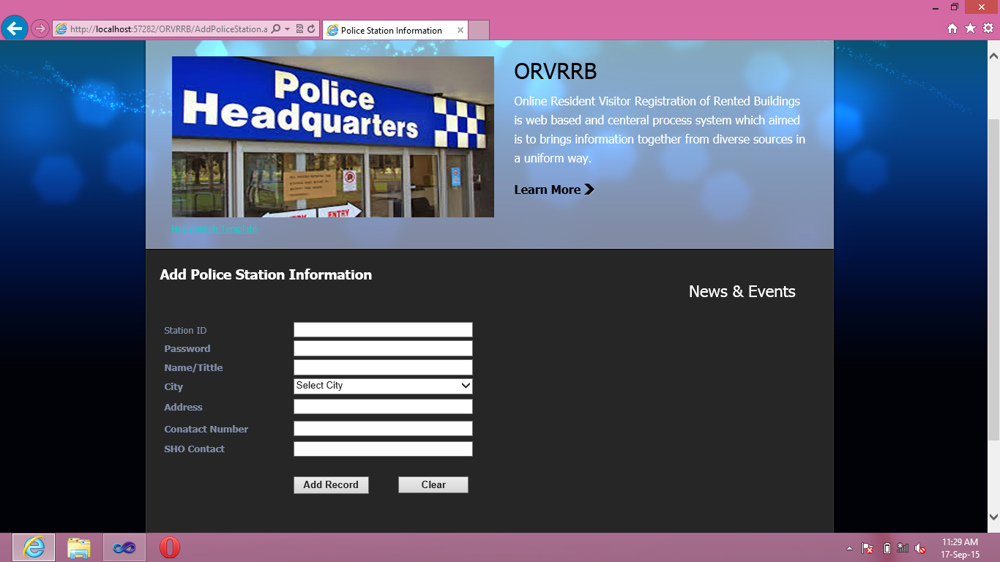 http://localhost:57282/ORVRRB/AddPoliceStation.a
Police Station Information
Police
Headquarters
ENTRY
ORVRRB
Online Resident Visitor Registration of Rented Buildings
is web based and centeral process system which aimed
is to brings information together from diverse sources in
a uniform way.
Learn More
Template
Add Police Station Information
News & Events
Station ID
Password
Name/Tittle
City
Select City
Address
Conatact Number
SHO Contact
Add Record
Clear
11:29 AM
17-Sep-15